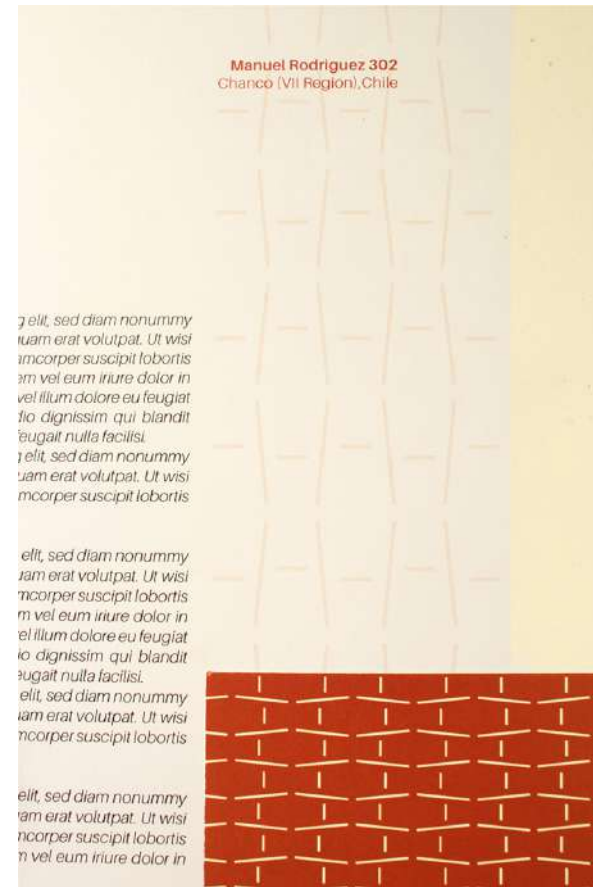 Manuel Rodriguez 302
Chanco (VII Region),Chile
elit, sed diam nonummy
erat volutpat. Ut wisi
suscipit lobortis
vel eum iriure dolor in
vel illum dolore eu feugiat
dignissim qui blandit
feugait nulla facilisi.
elit, sed diam nonummy
erat volutpat. Ut wisi
suscipit lobortis
elit, sed diam nonummy
erat volutpat. Ut wisi
suscipit lobortis
vel eum iriure dolor in
illum dolore eu feugiat
dignissim qui blandit
nulla facilisi.
elit, sed diam nonummy
erat volutpat. Ut wisi
suscipit lobortis
elit, sed diam nonummy
erat volutpat. Ut wisi
suscipit lobortis
vel eum iriure dolor in